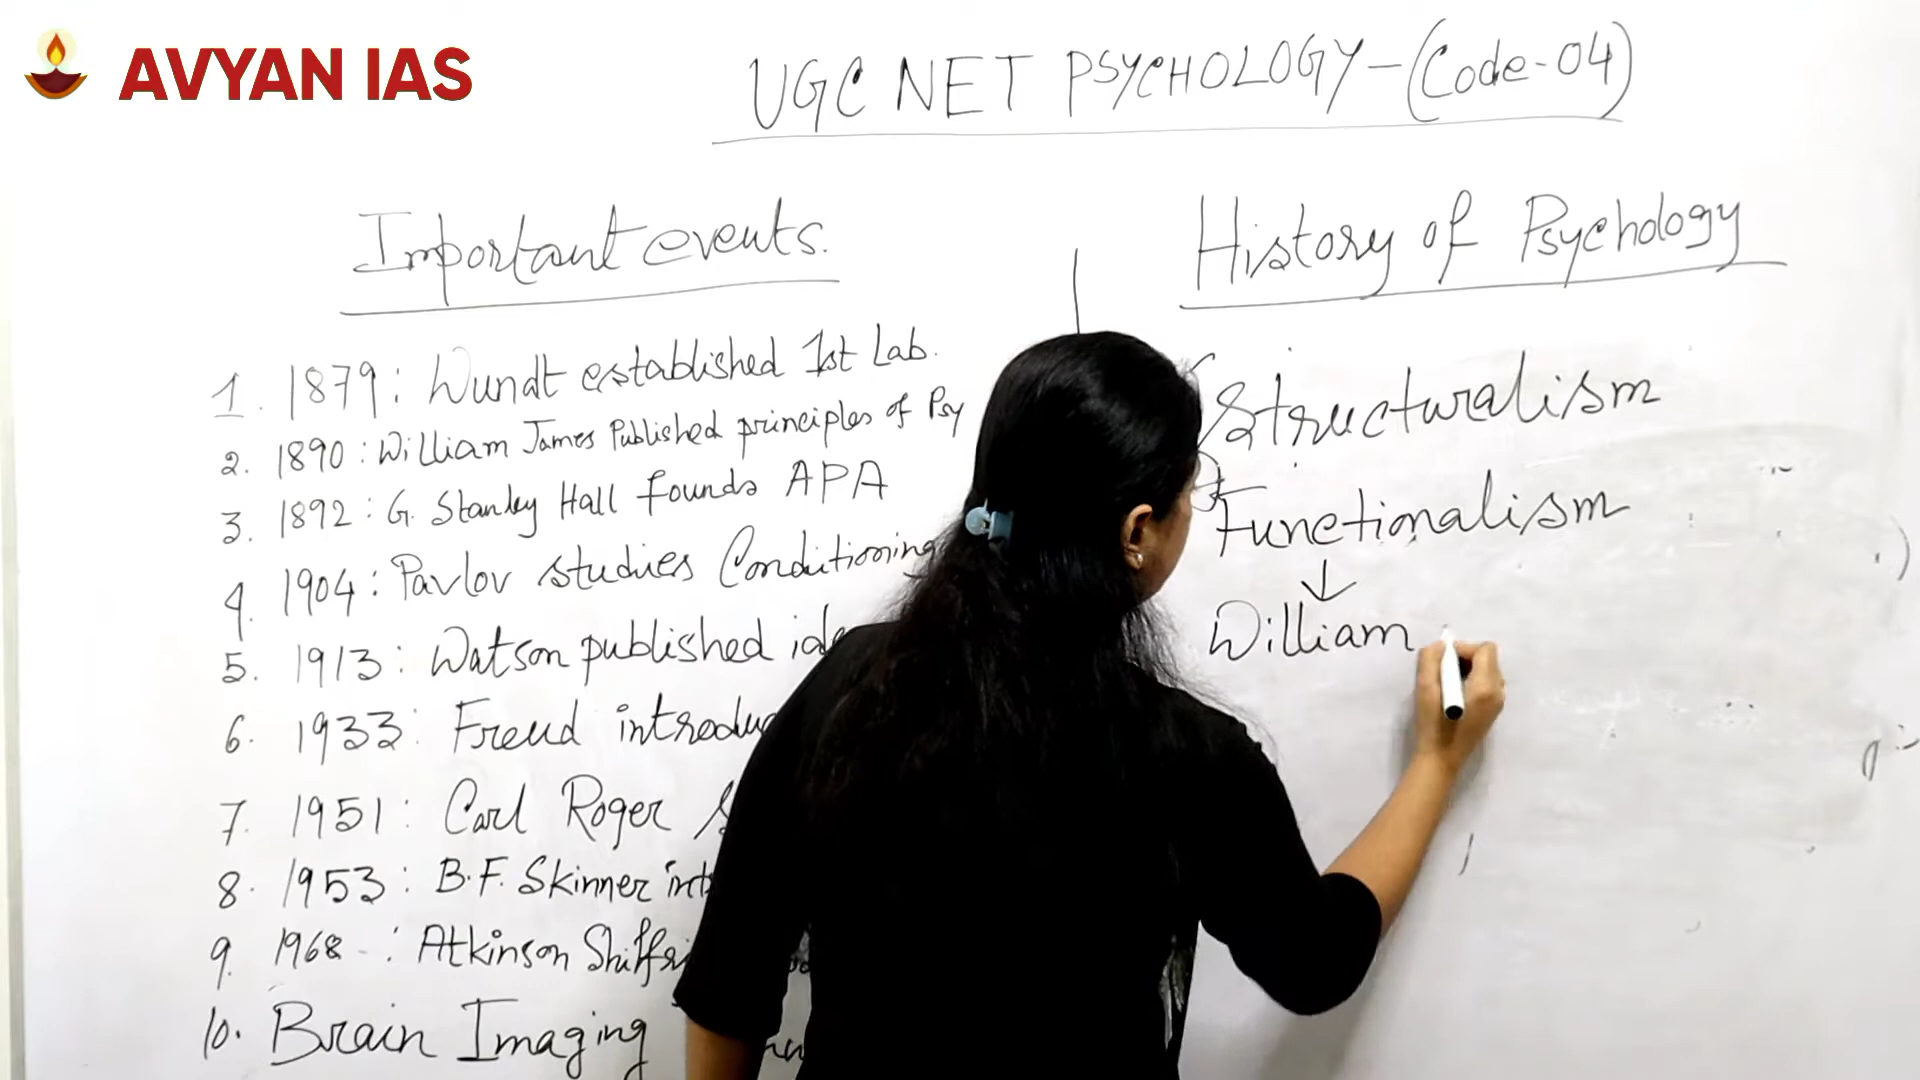 AVYAN IAS
UGC NET PSYCHOLOGY-(Code-04)
Important events.
1. 1879: Wundt established 1st Lab.
2. 1890: William James Published principles of Psy
3. 1892: G. Stanley Hall founds APA
4. 1904: Pavlov studies Conditioning
5. 1913: Watson published
6. 1933: Freud
7. 1951: Carl Roger
8. 1953: B.F. Skinner
9. 1968: Atkinson
10. Brain Imaging
History of Psychology
Structuralism
Functionalism
↓
William